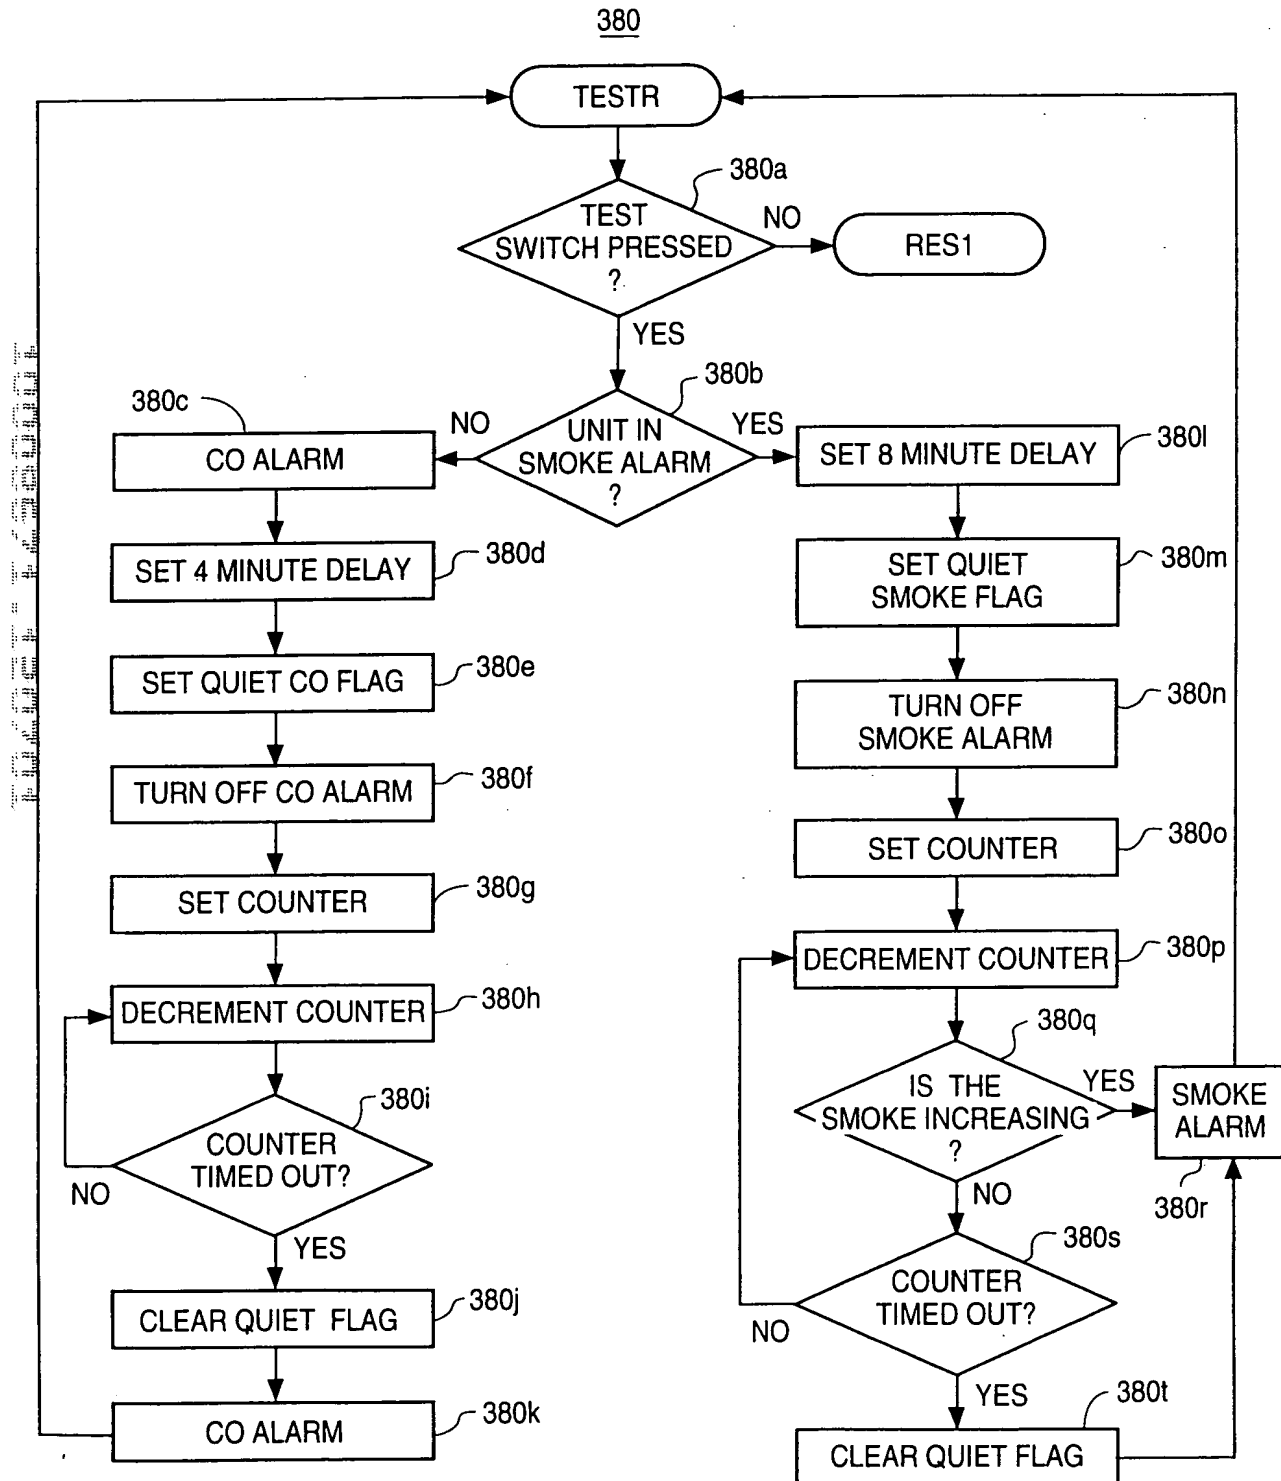 380
TESTR
380a
TEST
SWITCH PRESSED
?
NO
RES1
YES
380b
UNIT IN
SMOKE ALARM
?
NO
YES
380c
CO ALARM
SET 4 MINUTE DELAY
380d
SET QUIET CO FLAG
380e
TURN OFF CO ALARM
380f
SET COUNTER
380g
DECREMENT COUNTER
380h
COUNTER
TIMED OUT?
380i
NO
YES
CLEAR QUIET FLAG
380j
CO ALARM
380k
SET 8 MINUTE DELAY
380l
SET QUIET
SMOKE FLAG
380m
TURN OFF
SMOKE ALARM
380n
SET COUNTER
380o
DECREMENT COUNTER
380p
IS THE
SMOKE INCREASING
?
380q
YES
SMOKE
ALARM
380r
NO
COUNTER
TIMED OUT?
380s
NO
YES
CLEAR QUIET FLAG
380t